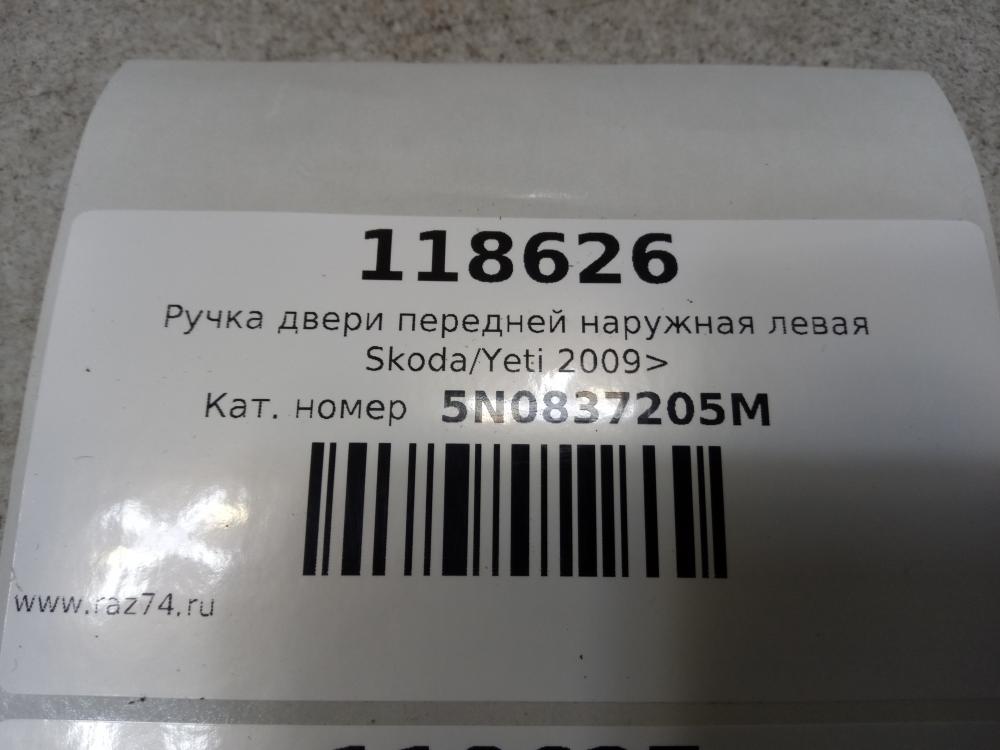 118626
Ручка двери передней наружная левая
Skoda/Yeti 2009>
Кат. номер 5N0837205M
www.raz74.ru